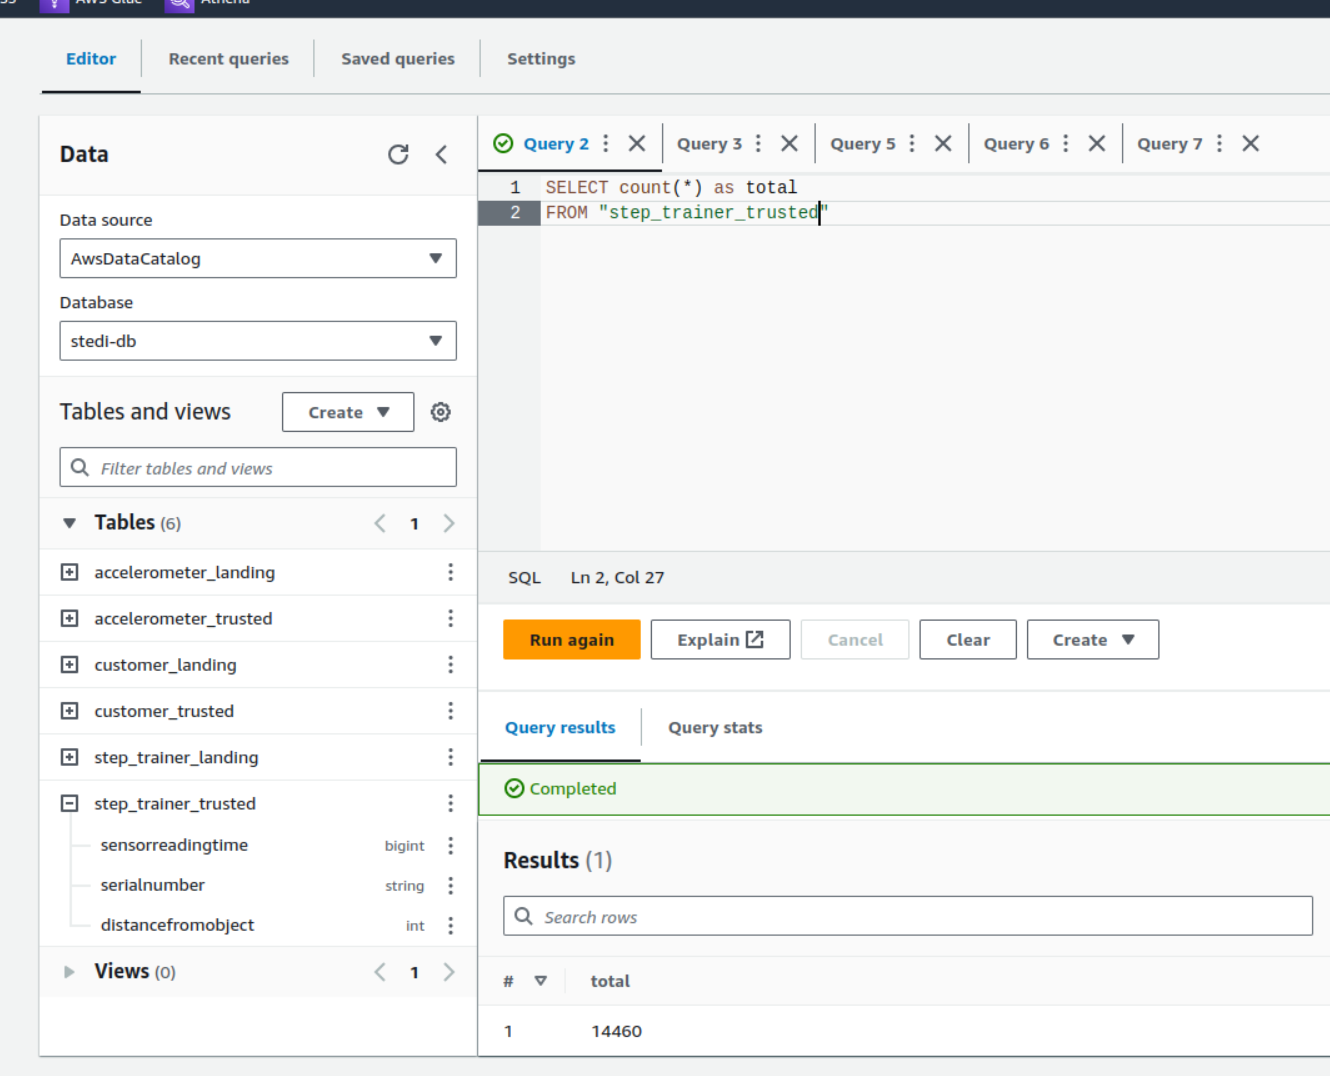 AWS Glue Athena
Editor Recent queries Saved queries Settings
Data
Data source
AwsDataCatalog
Database
stedi-db
Tables and views Create
Filter tables and views
Tables (6) 1
accelerometer_landing
accelerometer_trusted
customer_landing
customer_trusted
step_trainer_landing
step_trainer_trusted
sensorreadingtime bigint
serialnumber string
distancefromobject int
Views (0) 1
Query 2 Query 3 Query 5 Query 6 Query 7
1 SELECT count(*) as total
2 FROM "step_trainer_trusted"
SQL Ln 2, Col 27
Run again Explain Cancel Clear Create
Query results Query stats
Completed
Results (1)
Search rows
# total
1 14460